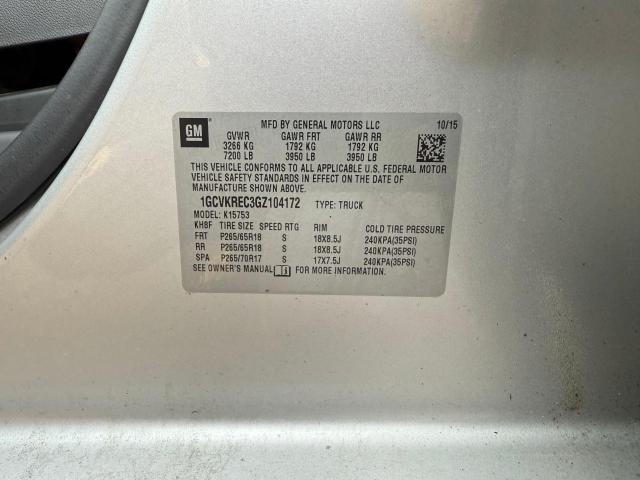 GM
MFD BY GENERAL MOTORS LLC 10/15
GVWR GAWR FRT GAWR RR
3266 KG 1792 KG 1792 KG
7200 LB 3950 LB 3950 LB
THIS VEHICLE CONFORMS TO ALL APPLICABLE U.S. FEDERAL MOTOR
VEHICLE SAFETY STANDARDS IN EFFECT ON THE DATE OF
MANUFACTURE SHOWN ABOVE.
1GCVKREC3GZ104172 TYPE: TRUCK
MODEL: K15753
KH8F TIRE SIZE SPEED RTG RIM COLD TIRE PRESSURE
FRT P265/65R18 S 18X8.5J 240KPA(35PSI)
RR P265/65R18 S 18X8.5J 240KPA(35PSI)
SPA P265/70R17 S 17X7.5J 240KPA(35PSI)
SEE OWNER'S MANUAL FOR MORE INFORMATION.